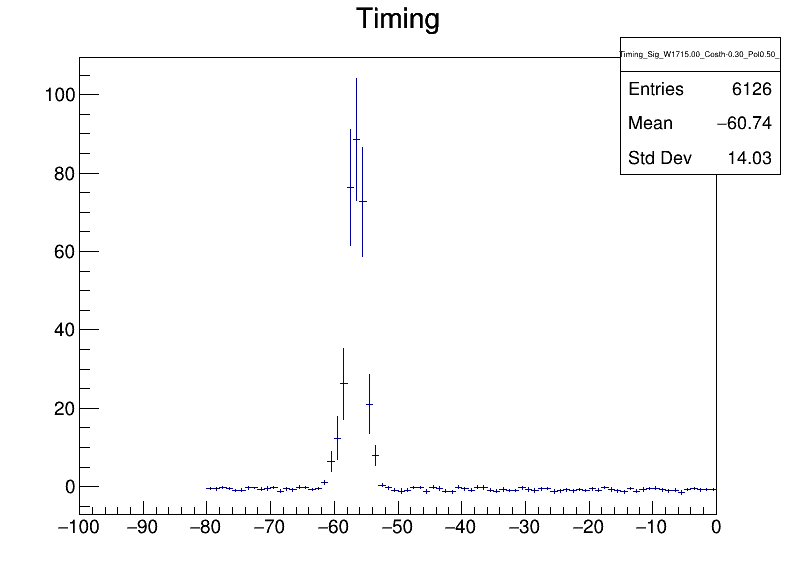 Timing
Timing_Sig_W1715.00_Costh-0.30_Pol0.50_
Entries 6126
Mean −60.74
Std Dev 14.03
100
80
60
40
20
0
−100 −90 −80 −70 −60 −50 −40 −30 −20 −10 0